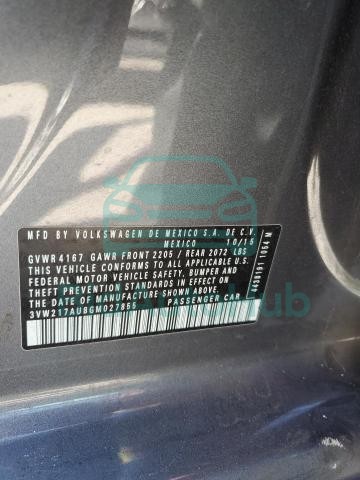 MFD BY VOLKSWAGEN DE MEXICO S.A. DE C.V.
MEXICO 10/15
GVWR 4167 GAWR FRONT 2205 / REAR 2072 LBS
THIS VEHICLE CONFORMS TO ALL APPLICABLE U.S.
FEDERAL MOTOR VEHICLE SAFETY, BUMPER AND
THEFT PREVENTION STANDARDS IN EFFECT ON
THE DATE OF MANUFACTURE SHOWN ABOVE.
3VW217AU8GM027855 PASSENGER CAR